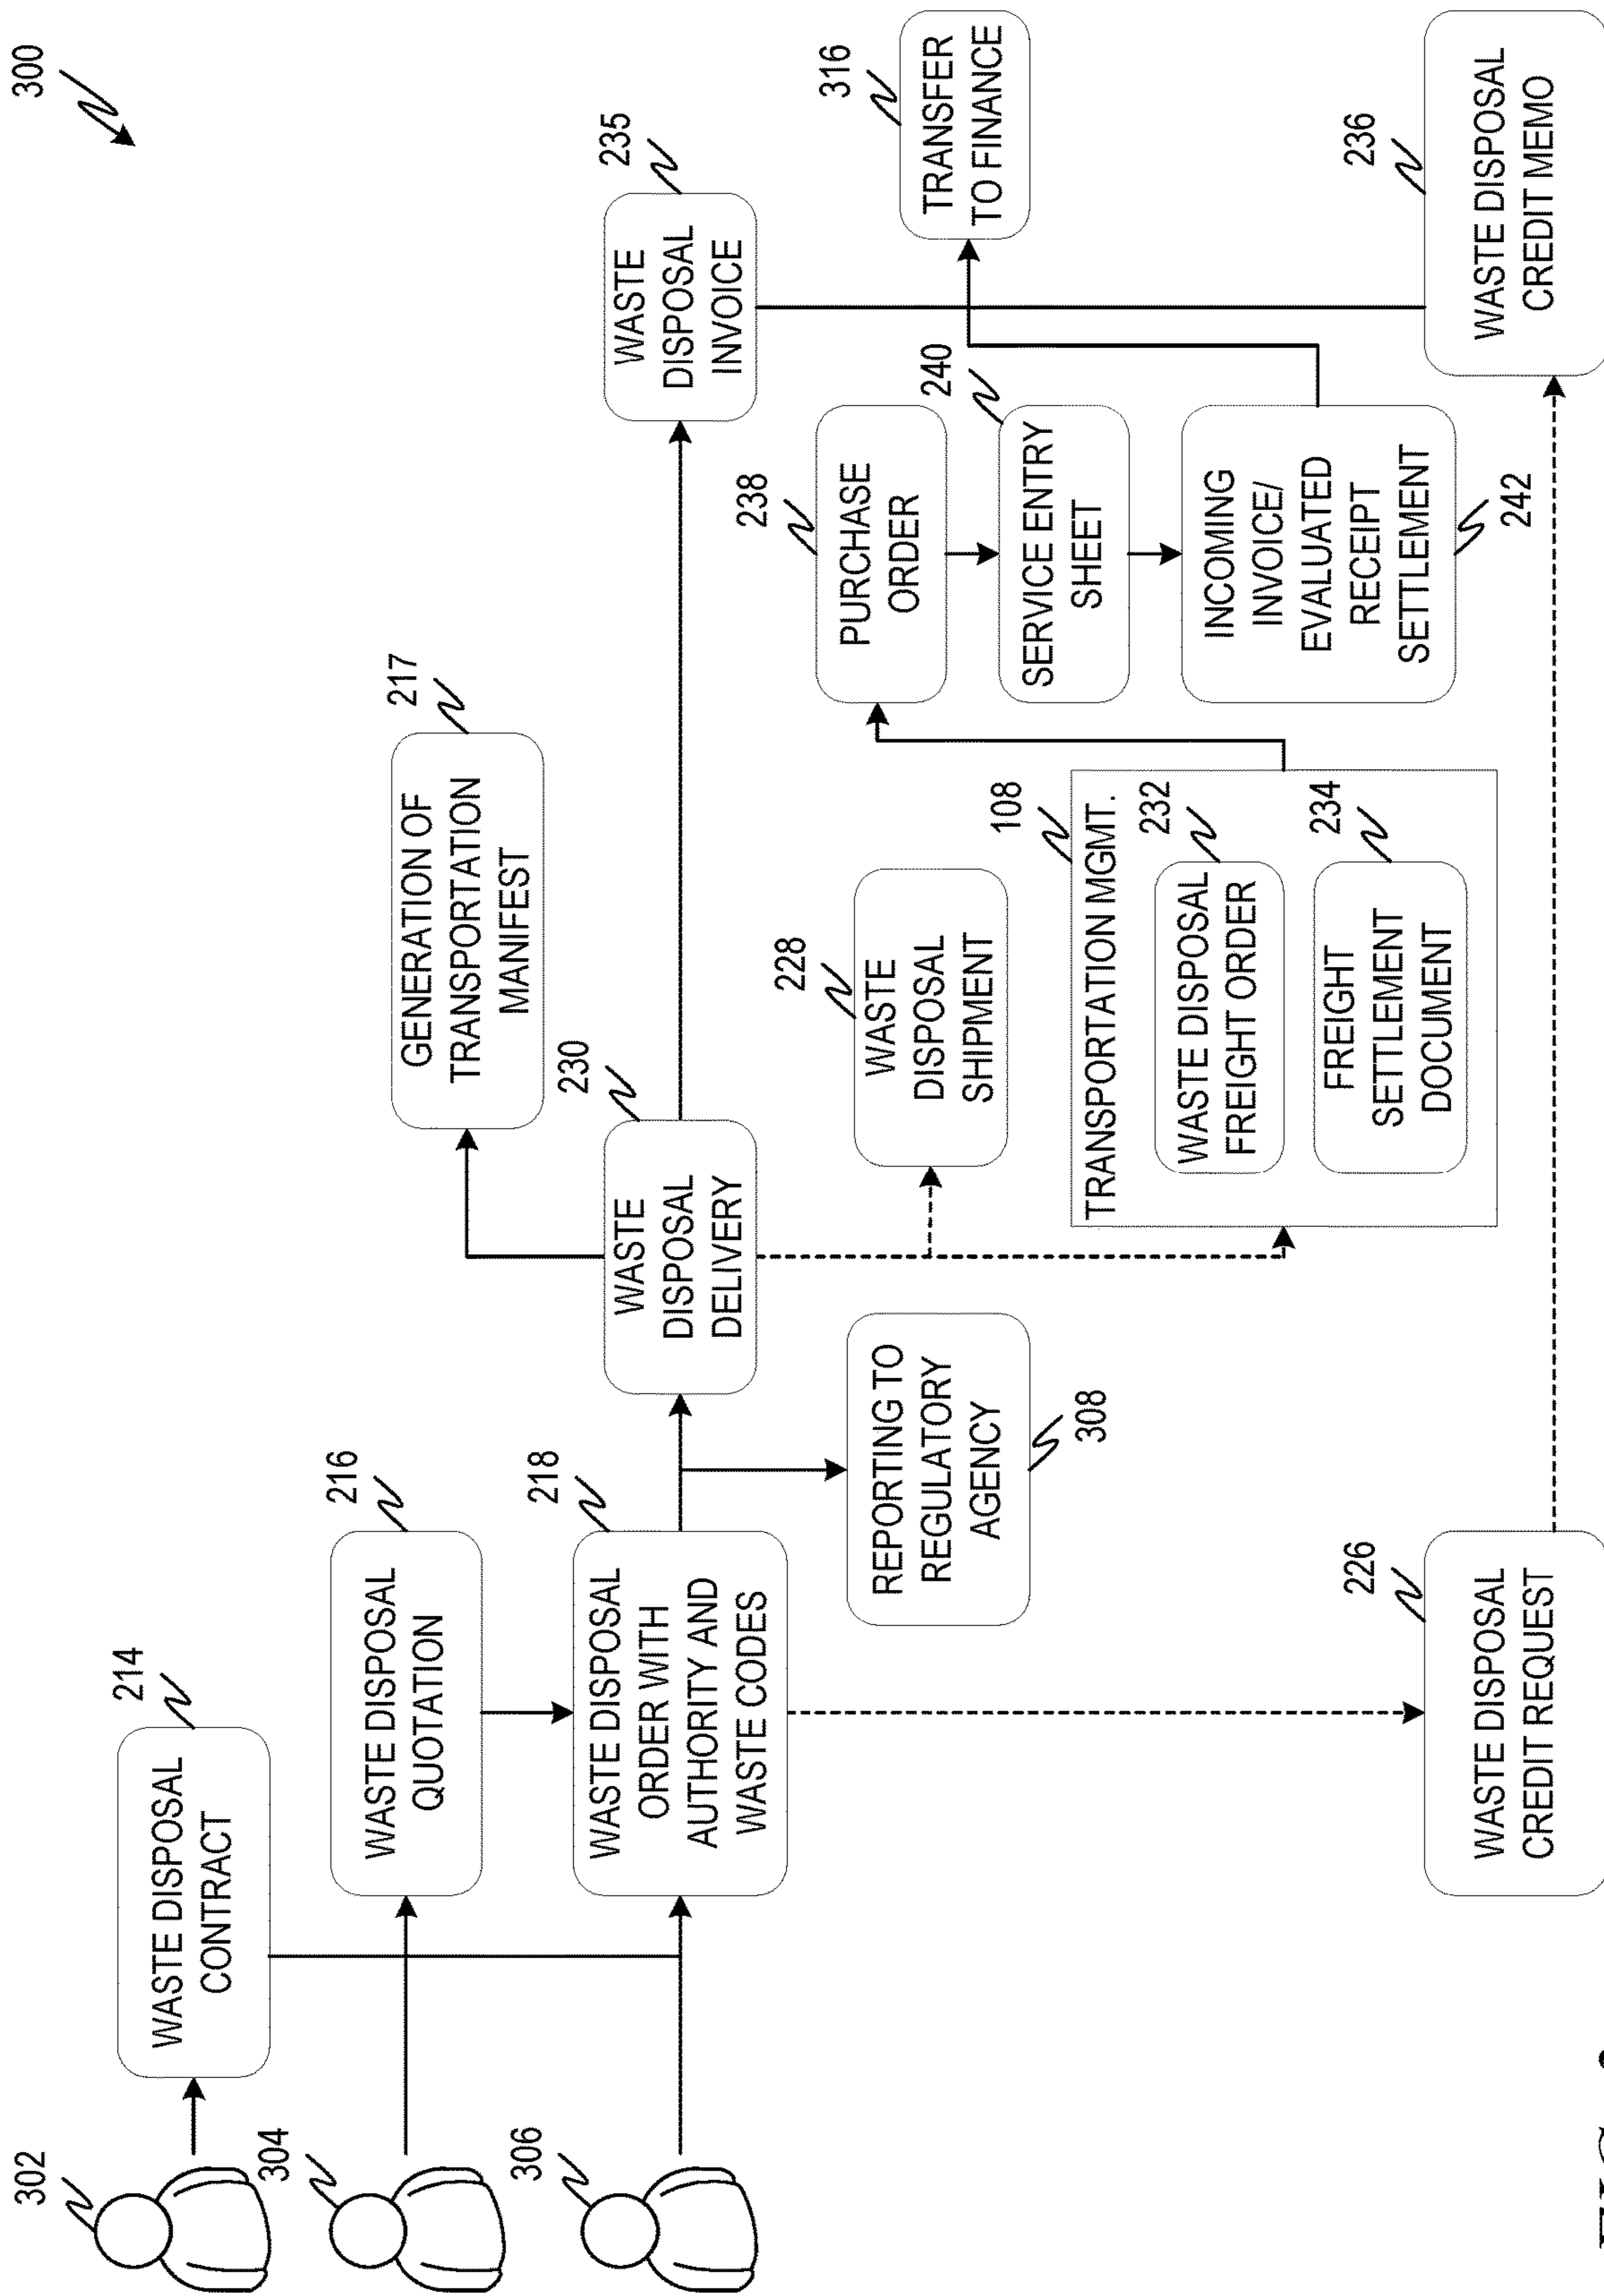 300
302
304
306
214
WASTE DISPOSAL
CONTRACT
216
WASTE DISPOSAL
QUOTATION
218
WASTE DISPOSAL
ORDER WITH
AUTHORITY AND
WASTE CODES
217
GENERATION OF
TRANSPORTATION
MANIFEST
230
WASTE
DISPOSAL
DELIVERY
235
WASTE
DISPOSAL
INVOICE
REPORTING TO
REGULATORY
AGENCY
308
228
WASTE
DISPOSAL
SHIPMENT
108
TRANSPORTATION MGMT.
232
WASTE DISPOSAL
FREIGHT ORDER
234
FREIGHT
SETTLEMENT
DOCUMENT
238
PURCHASE
ORDER
240
SERVICE ENTRY
SHEET
INCOMING
INVOICE/
EVALUATED
RECEIPT
SETTLEMENT
242
316
TRANSFER
TO FINANCE
226
WASTE DISPOSAL
CREDIT REQUEST
236
WASTE DISPOSAL
CREDIT MEMO